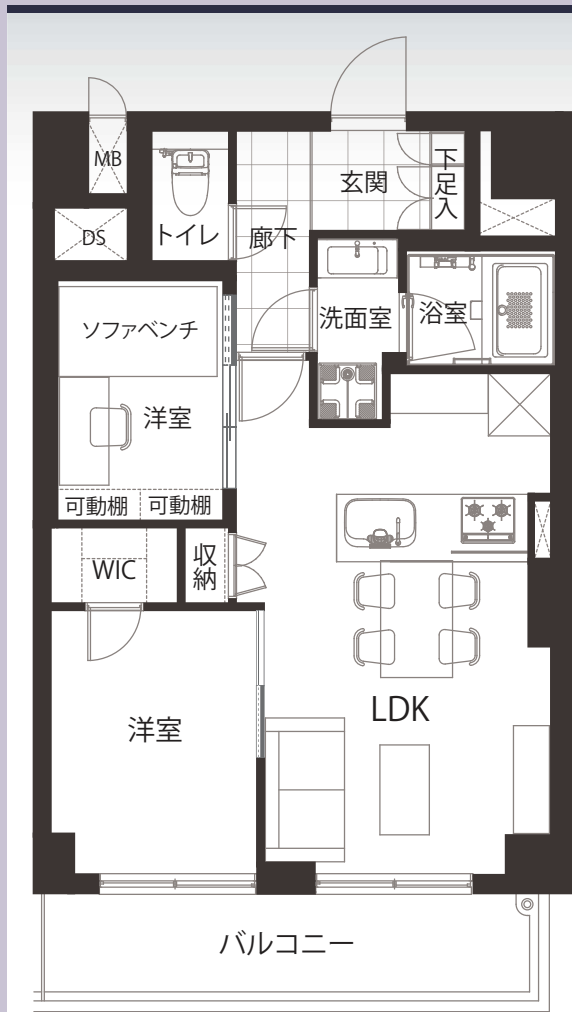 MB
下足入
玄関
DS
トイレ
廊下
洗面室
浴室
ソファベンチ
洋室
可動棚
可動棚
WIC
収納
LDK
洋室
バルコニー